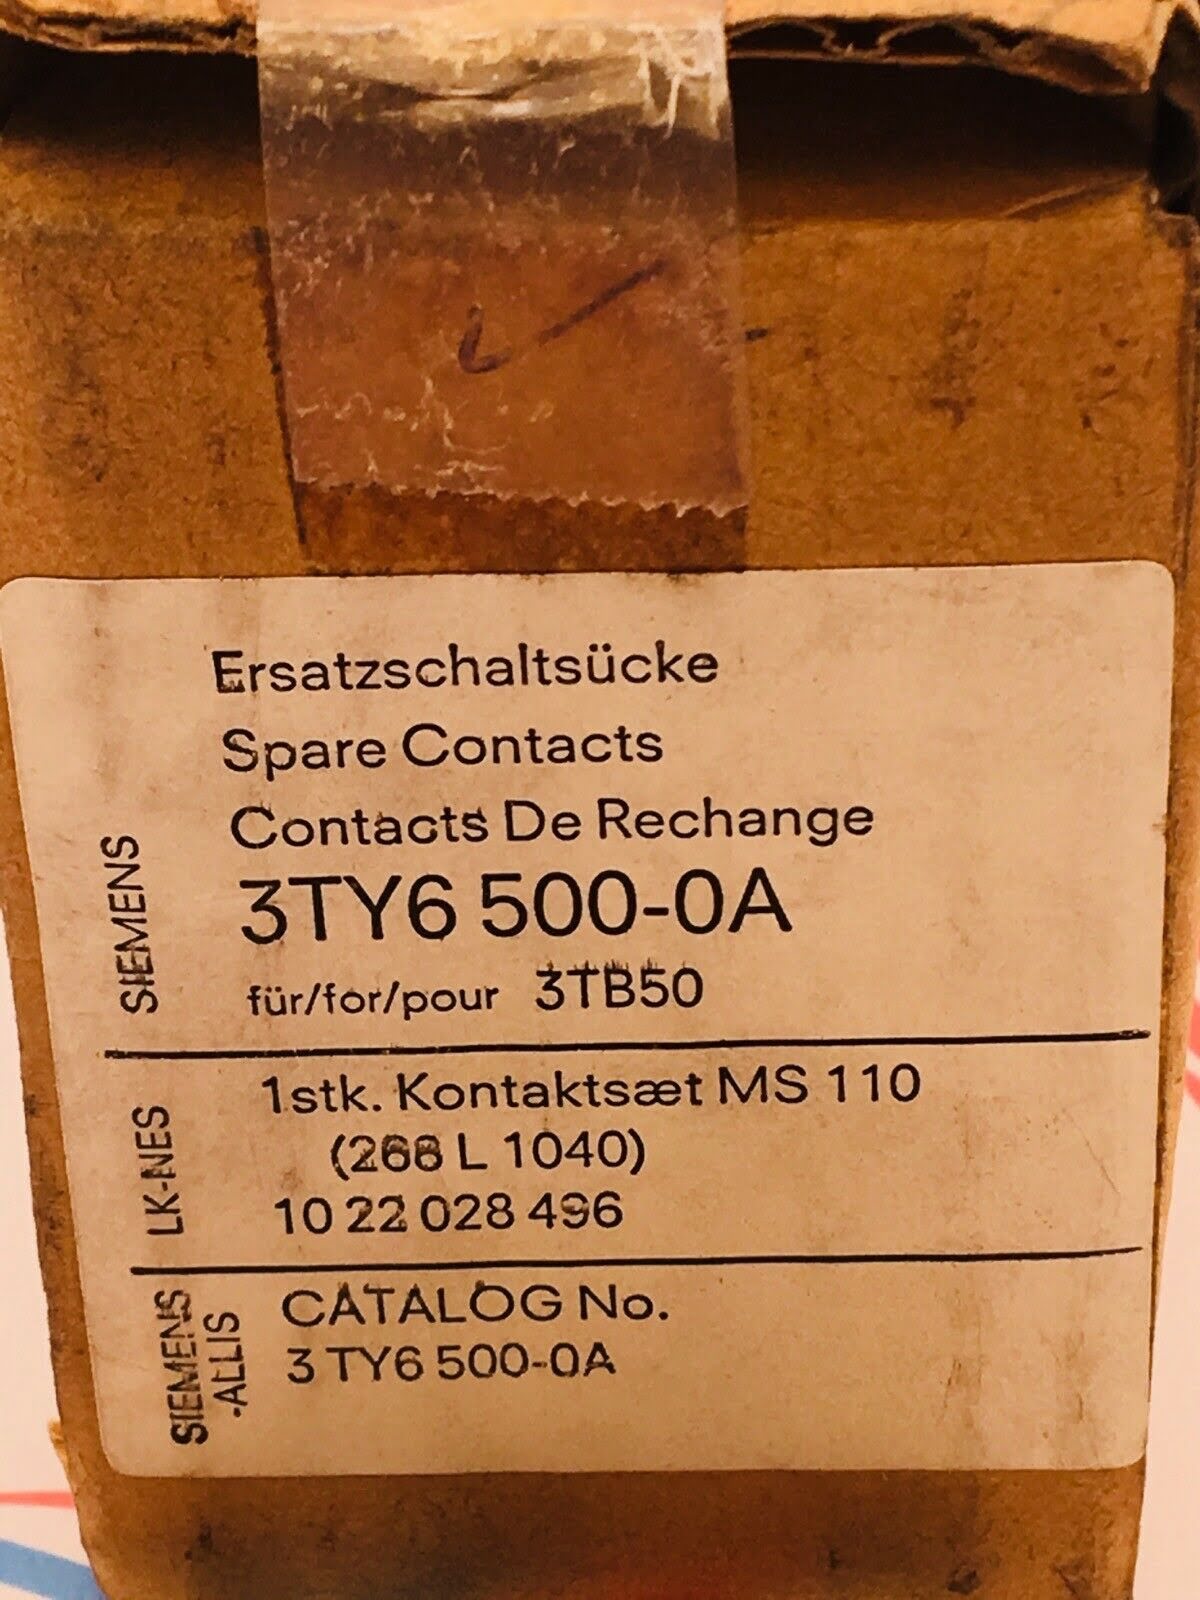 SIEMENS
Ersatzschaltsücke
Spare Contacts
Contacts De Rechange
3TY6 500-0A
für/for/pour 3TB50
LK-NES
1stk. Kontaktsæt MS 110
(266 L 1040)
10 22 028 496
SIEMENS
-ALLIS
CATALOG No.
3 TY6 500-0A